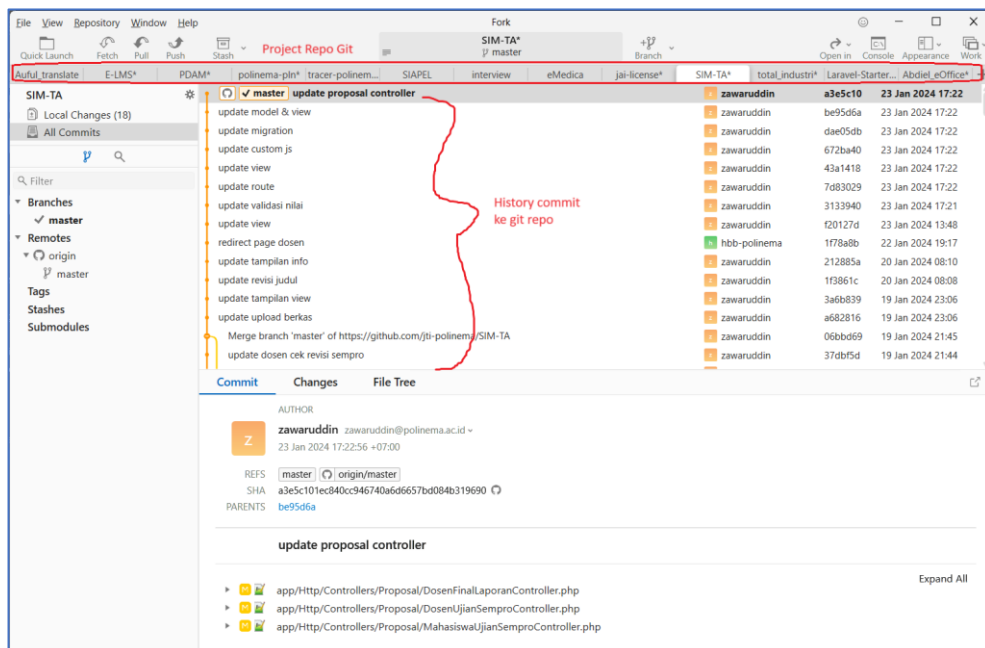 File View Repository Window Help
Fork
Quick Launch
Fetch
Pull
Push
Stash
Project Repo Git
SIM-TA*
master
Branch
Open in
Console
Appearance
Work
Auful_translate
E-LMS*
PDAM*
polinema-pln*
tracer-polinem...
SIAPEL
interview
eMedica
jai-license*
SIM-TA*
total_industri*
Laravel-Starter...
Abdiel_eOffice*
SIM-TA
Local Changes (18)
All Commits
Filter
Branches
master
Remotes
origin
master
Tags
Stashes
Submodules
master update proposal controller zawaruddin a3e5c10 23 Jan 2024 17:22
update model & view zawaruddin be95d6a 23 Jan 2024 17:22
update migration zawaruddin dae05db 23 Jan 2024 17:22
update custom js zawaruddin 672ba40 23 Jan 2024 17:22
update view zawaruddin 43a1418 23 Jan 2024 17:22
update route zawaruddin 7d83029 23 Jan 2024 17:22
update validasi nilai zawaruddin 3133940 23 Jan 2024 17:21
update view zawaruddin f20127d 23 Jan 2024 13:48
redirect page dosen hbb-polinema 1f78a8b 22 Jan 2024 19:17
update tampilan info zawaruddin 212885a 20 Jan 2024 08:10
update revisi judul zawaruddin 1f3861c 20 Jan 2024 08:08
update tampilan view zawaruddin 3a6b839 19 Jan 2024 23:06
update upload berkas zawaruddin a682816 19 Jan 2024 23:06
Merge branch 'master' of https://github.com/jti-polinema/SIM-TA zawaruddin 06bbd69 19 Jan 2024 21:45
update dosen cek revisi sempro zawaruddin 37dbf5d 19 Jan 2024 21:44
History commit
ke git repo
Commit
Changes
File Tree
AUTHOR
Z
zawaruddin zawaruddin@polinema.ac.id
23 Jan 2024 17:22:56 +07:00
REFS master origin/master
SHA a3e5c101ec840cc946740a6d6657bd084b319690
PARENTS be95d6a
update proposal controller
Expand All
M app/Http/Controllers/Proposal/DosenFinalLaporanController.php
M app/Http/Controllers/Proposal/DosenUjianSemproController.php
M app/Http/Controllers/Proposal/MahasiswaUjianSemproController.php